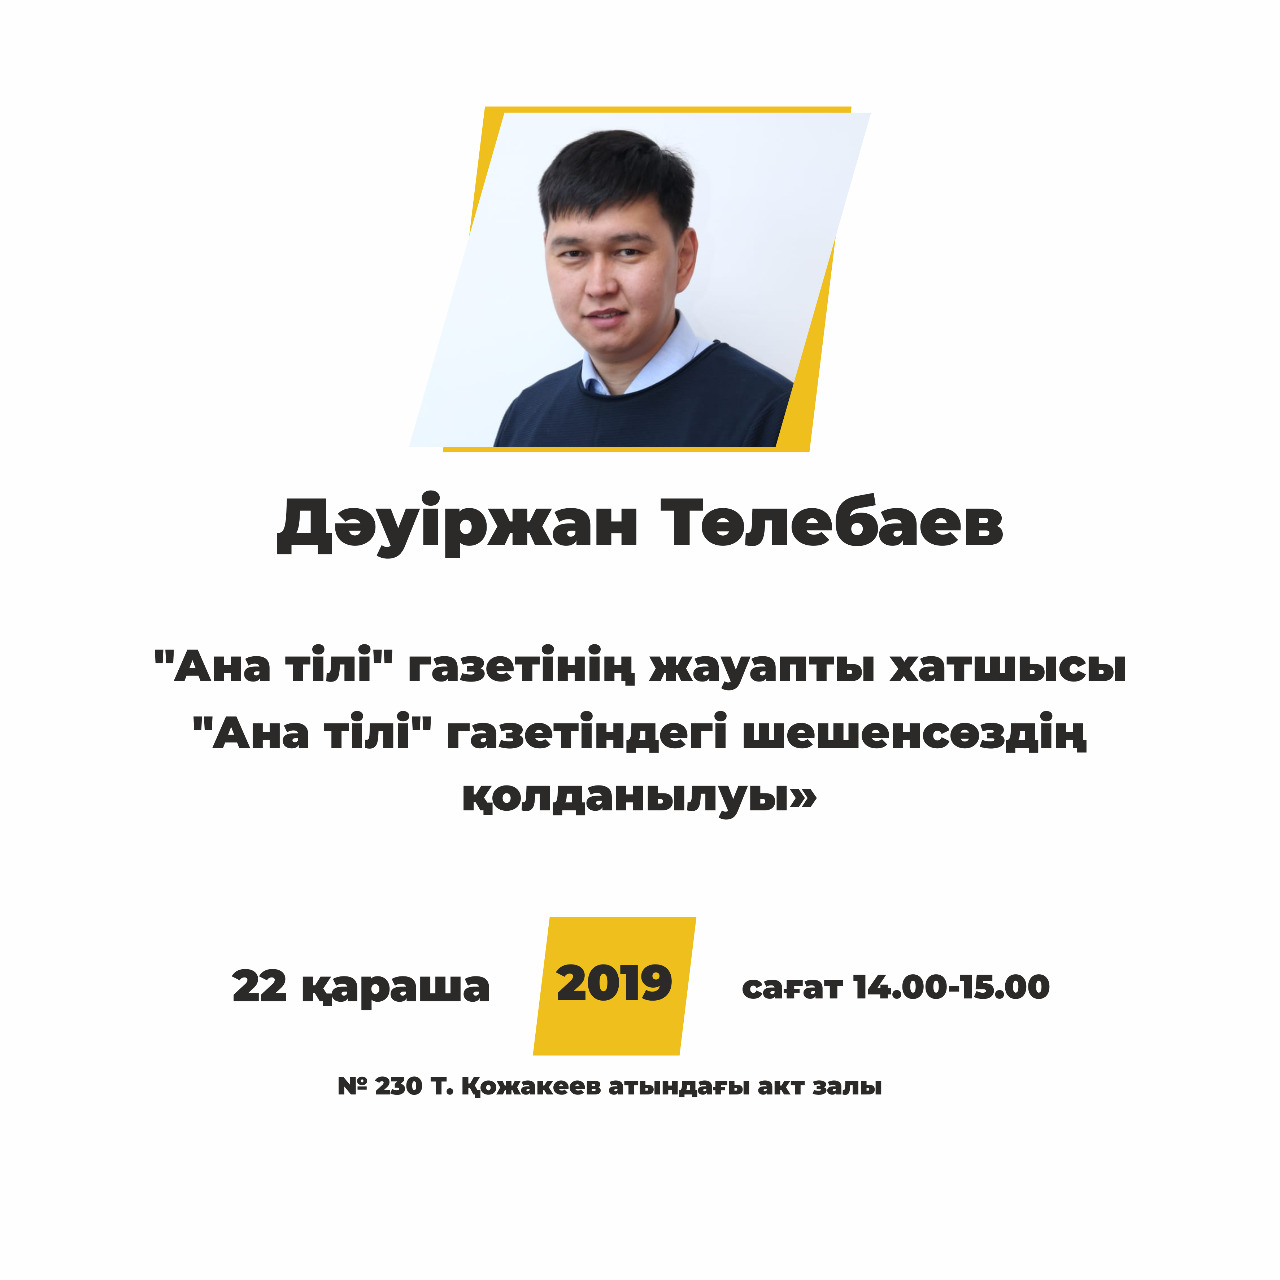 Дәуіржан Төлебаев
"Ана тілі" газетінің жауапты хатшысы
"Ана тілі" газетіндегі шешенсөздің
қолданылуы»
22 қараша 2019 сағат 14.00-15.00
№ 230 Т. Қожакеев атындағы акт залы